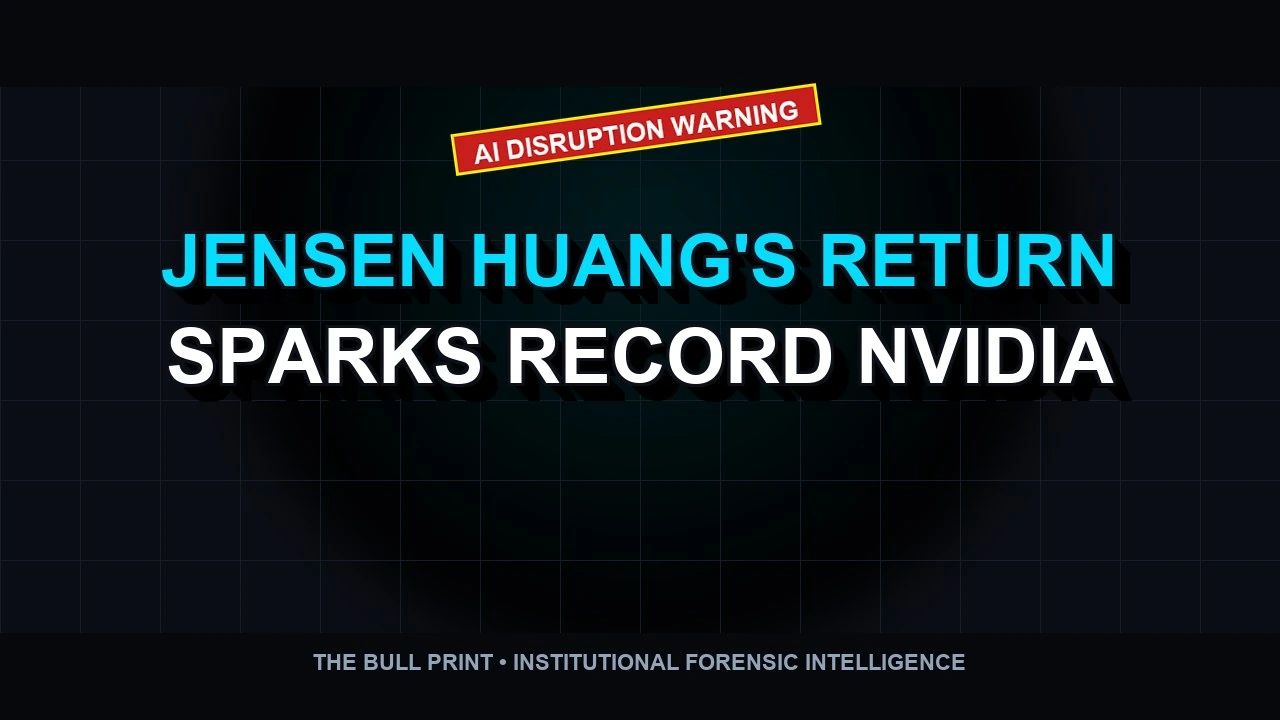 AI DISRUPTION WARNING
JENSEN HUANG'S RETURN
SPARKS RECORD NVIDIA
THE BULL PRINT • INSTITUTIONAL FORENSIC INTELLIGENCE